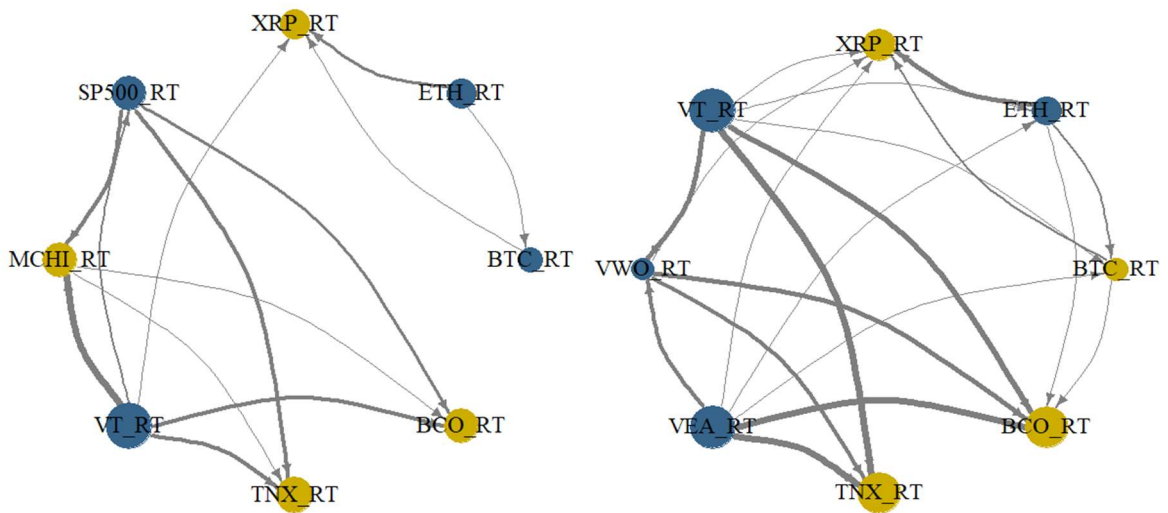 XRP_RT
SP500_RT
ETH_RT
MCHI_RT
BTC_RT
VT_RT
BCO_RT
TNX_RT
XRP_RT
VT_RT
ETH_RT
VWO_RT
BTC_RT
VEA_RT
BCO_RT
TNX_RT